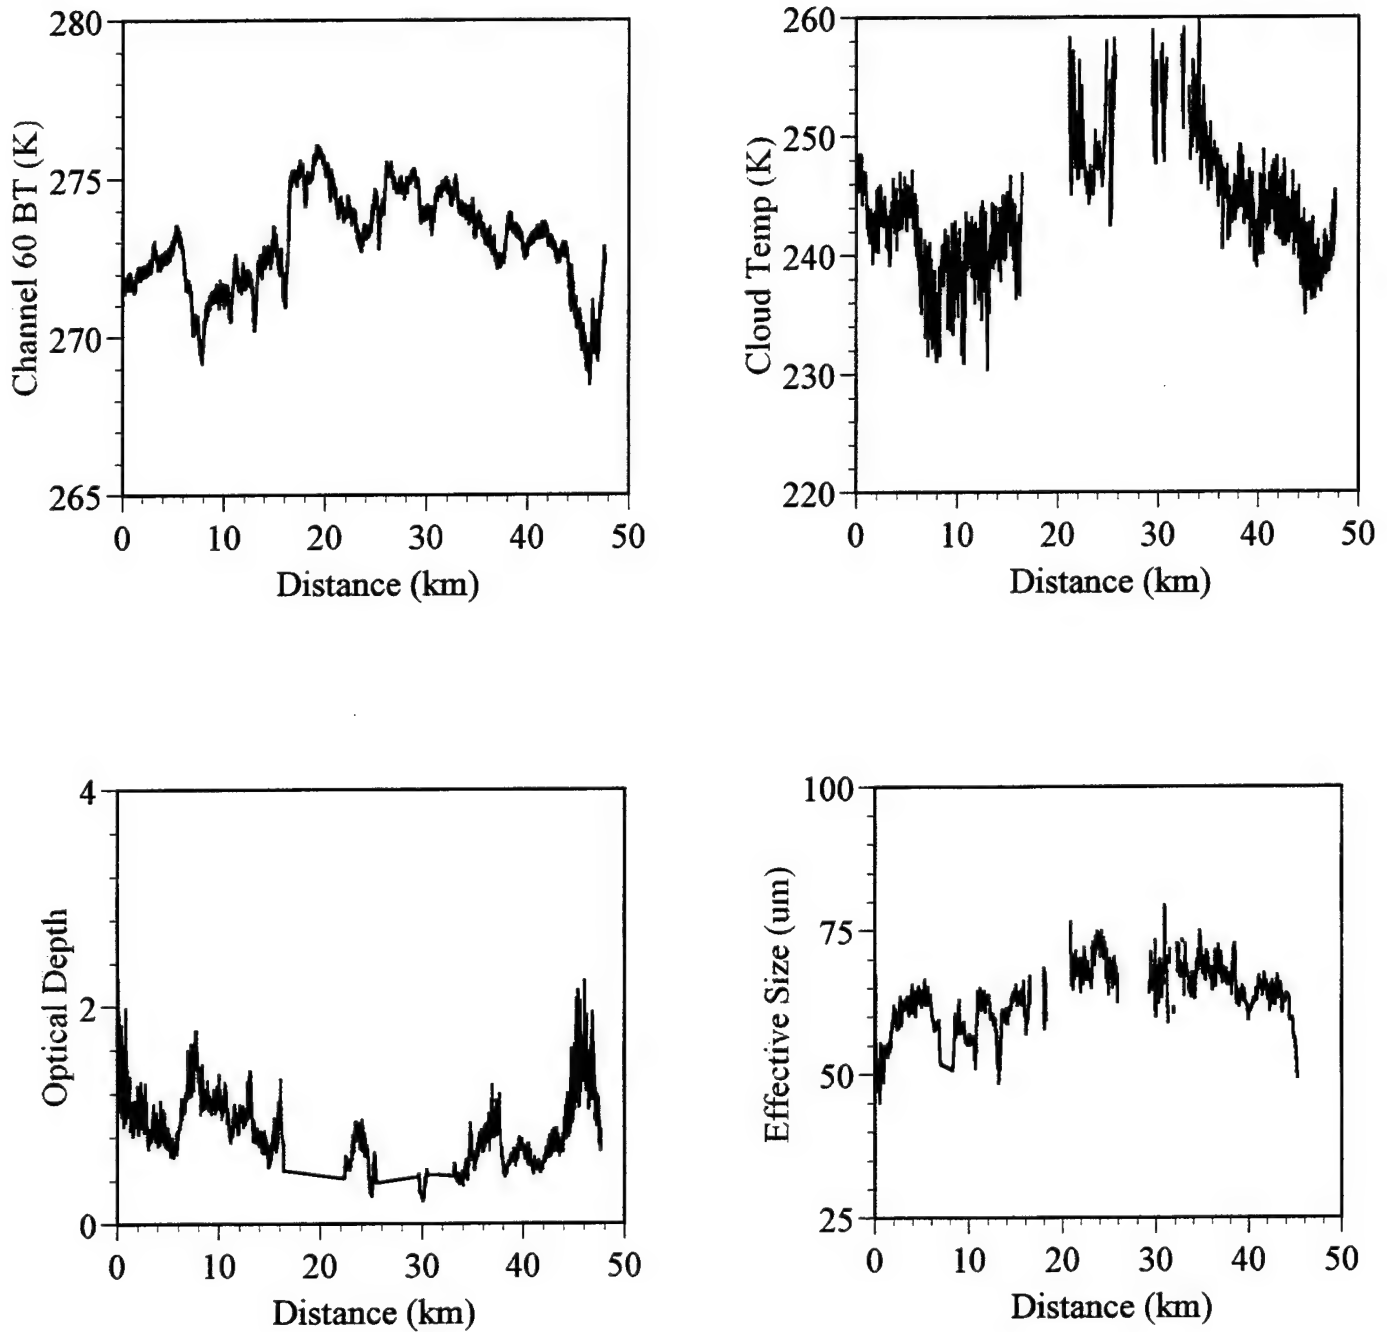 280
275
270
265
Channel 60 BT (K)
0 10 20 30 40 50
Distance (km)
260
250
240
230
220
Cloud Temp (K)
0 10 20 30 40 50
Distance (km)
4
2
0
Optical Depth
0 10 20 30 40 50
Distance (km)
100
75
50
25
Effective Size (um)
0 10 20 30 40 50
Distance (km)